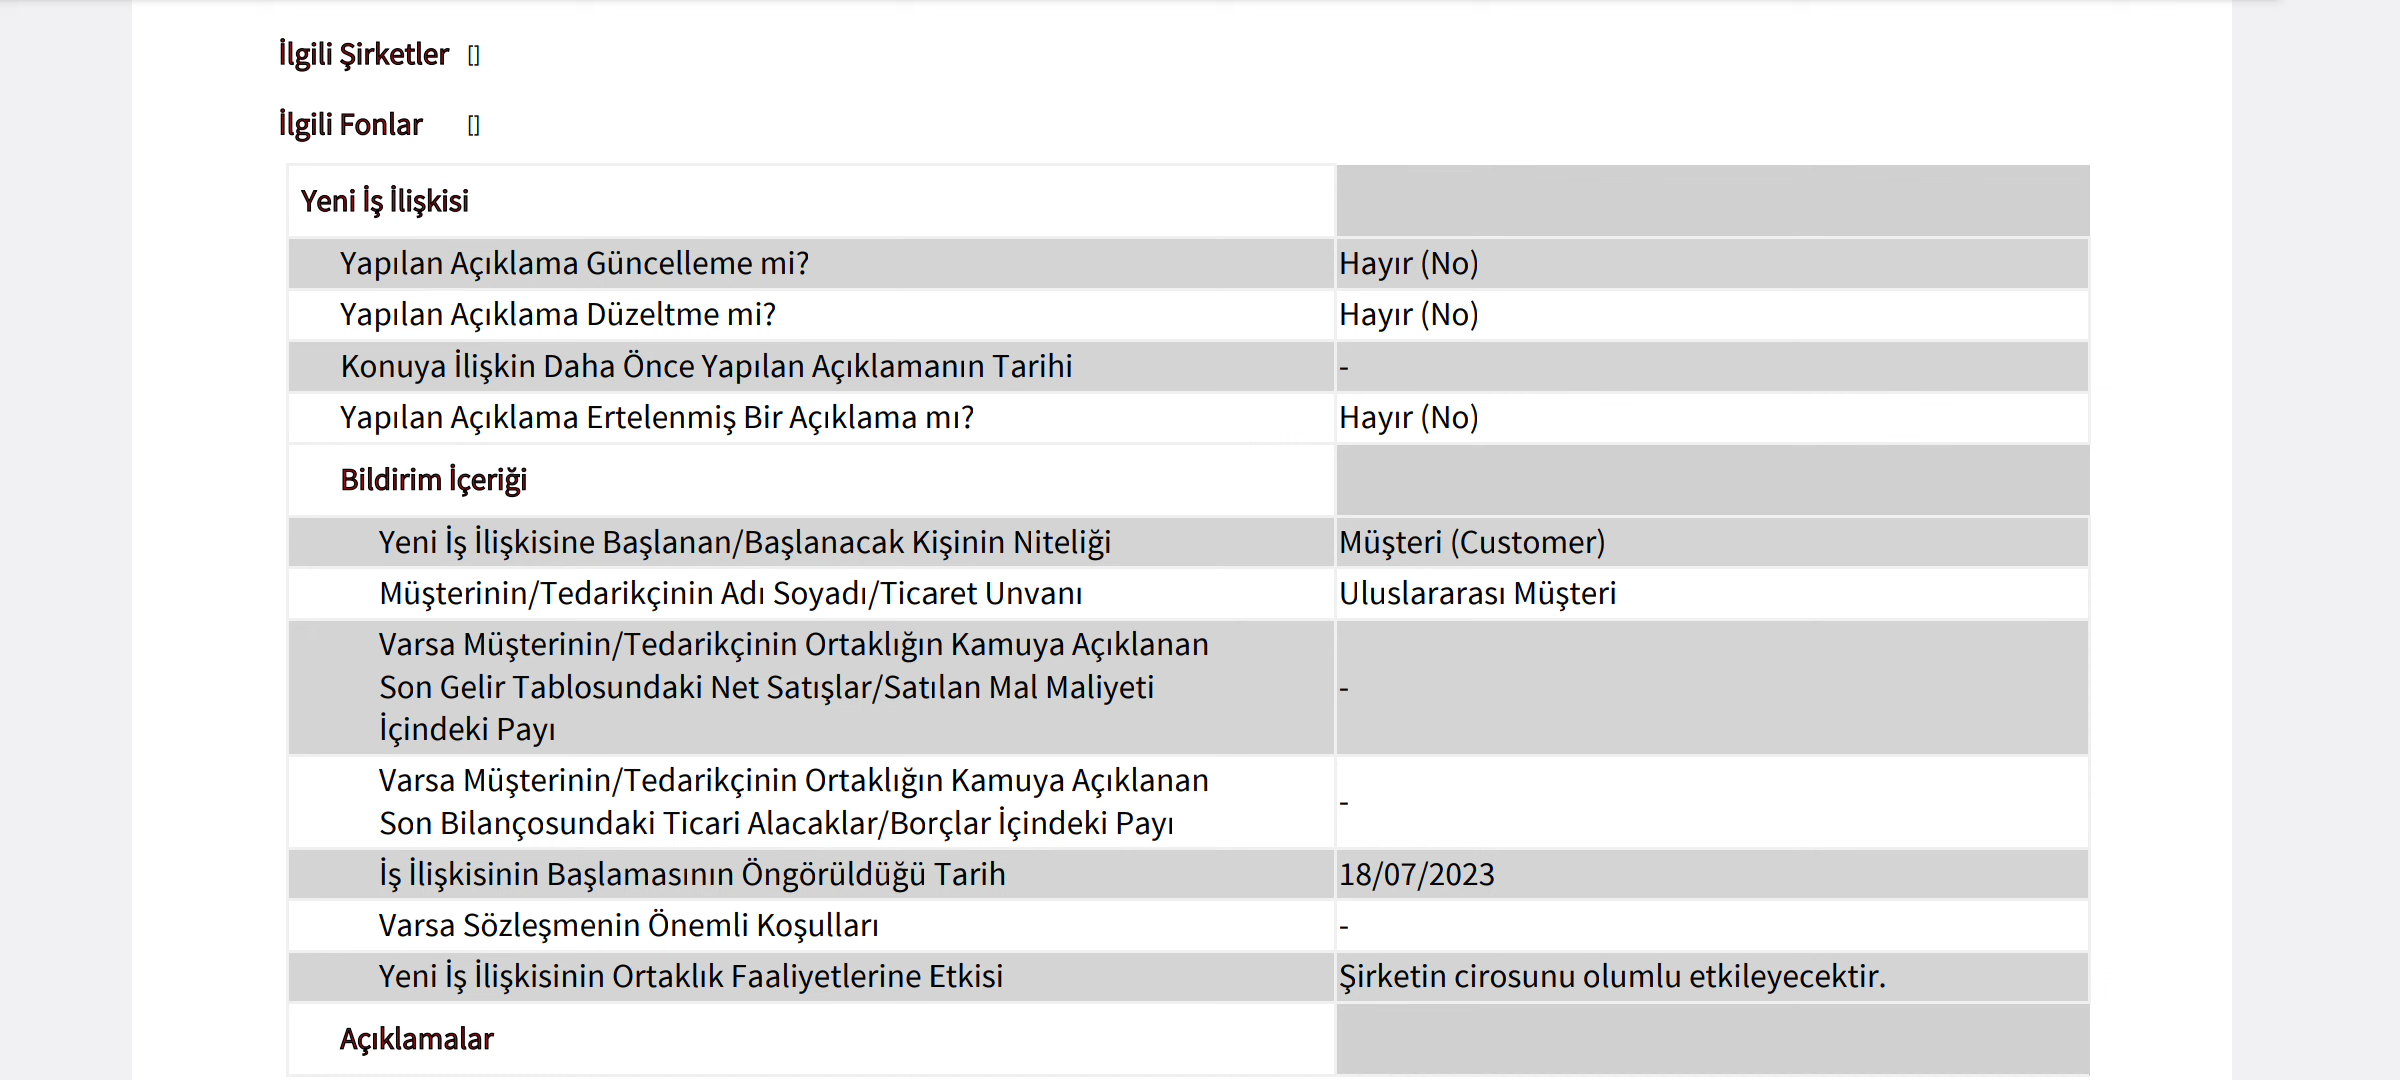 İlgili Şirketler []
İlgili Fonlar []
Yeni İş İlişkisi
Yapılan Açıklama Güncelleme mi? Hayır (No)
Yapılan Açıklama Düzeltme mi? Hayır (No)
Konuya İlişkin Daha Önce Yapılan Açıklamanın Tarihi -
Yapılan Açıklama Ertelenmiş Bir Açıklama mı? Hayır (No)
Bildirim İçeriği
Yeni İş İlişkisine Başlanan/Başlanacak Kişinin Niteliği Müşteri (Customer)
Müşterinin/Tedarikçinin Adı Soyadı/Ticaret Unvanı Uluslararası Müşteri
Varsa Müşterinin/Tedarikçinin Ortaklığın Kamuya Açıklanan
Son Gelir Tablosundaki Net Satışlar/Satılan Mal Maliyeti -
İçindeki Payı
Varsa Müşterinin/Tedarikçinin Ortaklığın Kamuya Açıklanan
Son Bilançosundaki Ticari Alacaklar/Borçlar İçindeki Payı -
İş İlişkisinin Başlamasının Öngörüldüğü Tarih 18/07/2023
Varsa Sözleşmenin Önemli Koşulları -
Yeni İş İlişkisinin Ortaklık Faaliyetlerine Etkisi Şirketin cirosunu olumlu etkileyecektir.
Açıklamalar